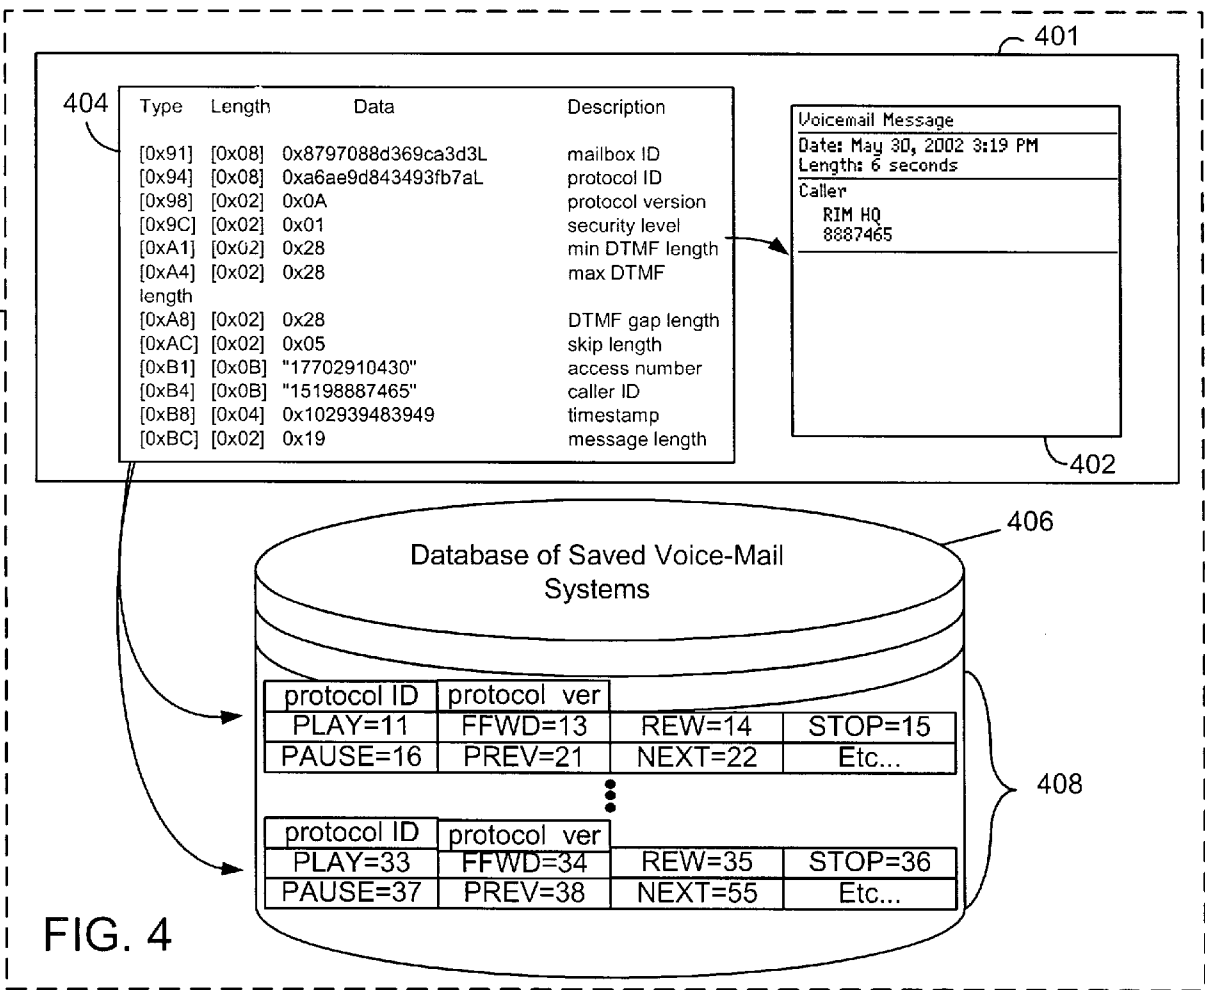 401
404
Type Length Data Description
[0x91] [0x08] 0x8797088d369ca3d3L mailbox ID
[0x94] [0x08] 0xa6ae9d843493fb7aL protocol ID
[0x98] [0x02] 0x0A protocol version
[0x9C] [0x02] 0x01 security level
[0xA1] [0x02] 0x28 min DTMF length
[0xA4] [0x02] 0x28 max DTMF
length
[0xA8] [0x02] 0x28 DTMF gap length
[0xAC] [0x02] 0x05 skip length
[0xB1] [0x0B] "17702910430" access number
[0xB4] [0x0B] "15198887465" caller ID
[0xB8] [0x04] 0x102939483949 timestamp
[0xBC] [0x02] 0x19 message length
Voicemail Message
Date: May 30, 2002 3:19 PM
Length: 6 seconds
Caller
RIM HQ
8887465
402
406
Database of Saved Voice-Mail
Systems
protocol ID protocol ver
PLAY=11 FFWD=13 REW=14 STOP=15
PAUSE=16 PREV=21 NEXT=22 Etc...
408
protocol ID protocol ver
PLAY=33 FFWD=34 REW=35 STOP=36
PAUSE=37 PREV=38 NEXT=55 Etc...
FIG. 4